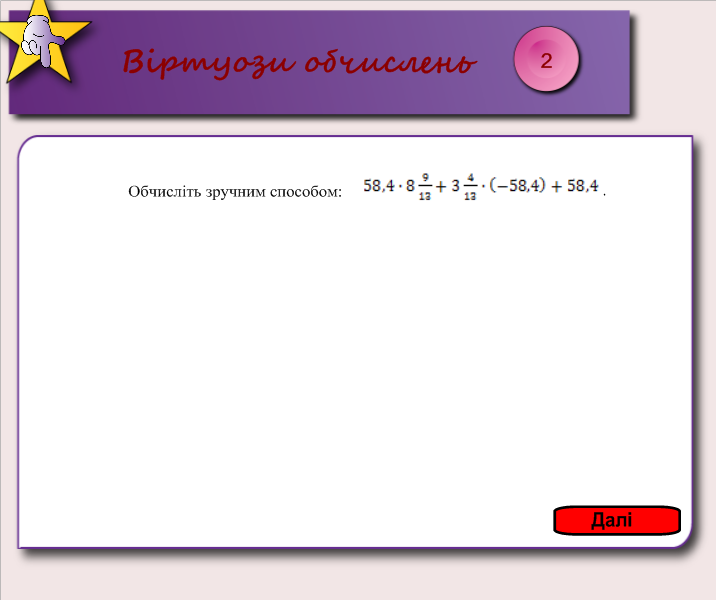 Віртуози обчислень
2
Обчисліть зручним способом: 58,4 · 8 9/13 + 3 4/13 · (−58,4) + 58,4 .
Далі